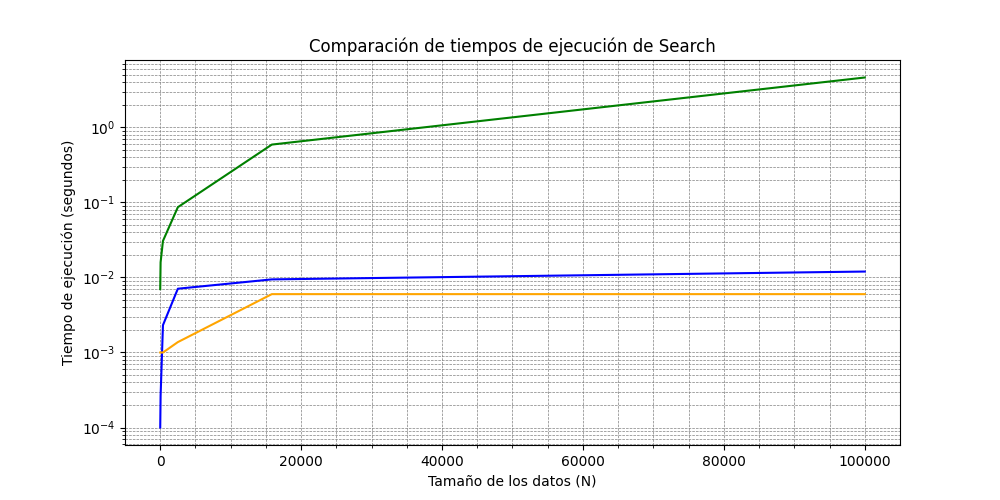 Comparación de tiempos de ejecución de Search
Tiempo de ejecución (segundos)
10⁰
10⁻¹
10⁻²
10⁻³
10⁻⁴
0 20000 40000 60000 80000 100000
Tamaño de los datos (N)